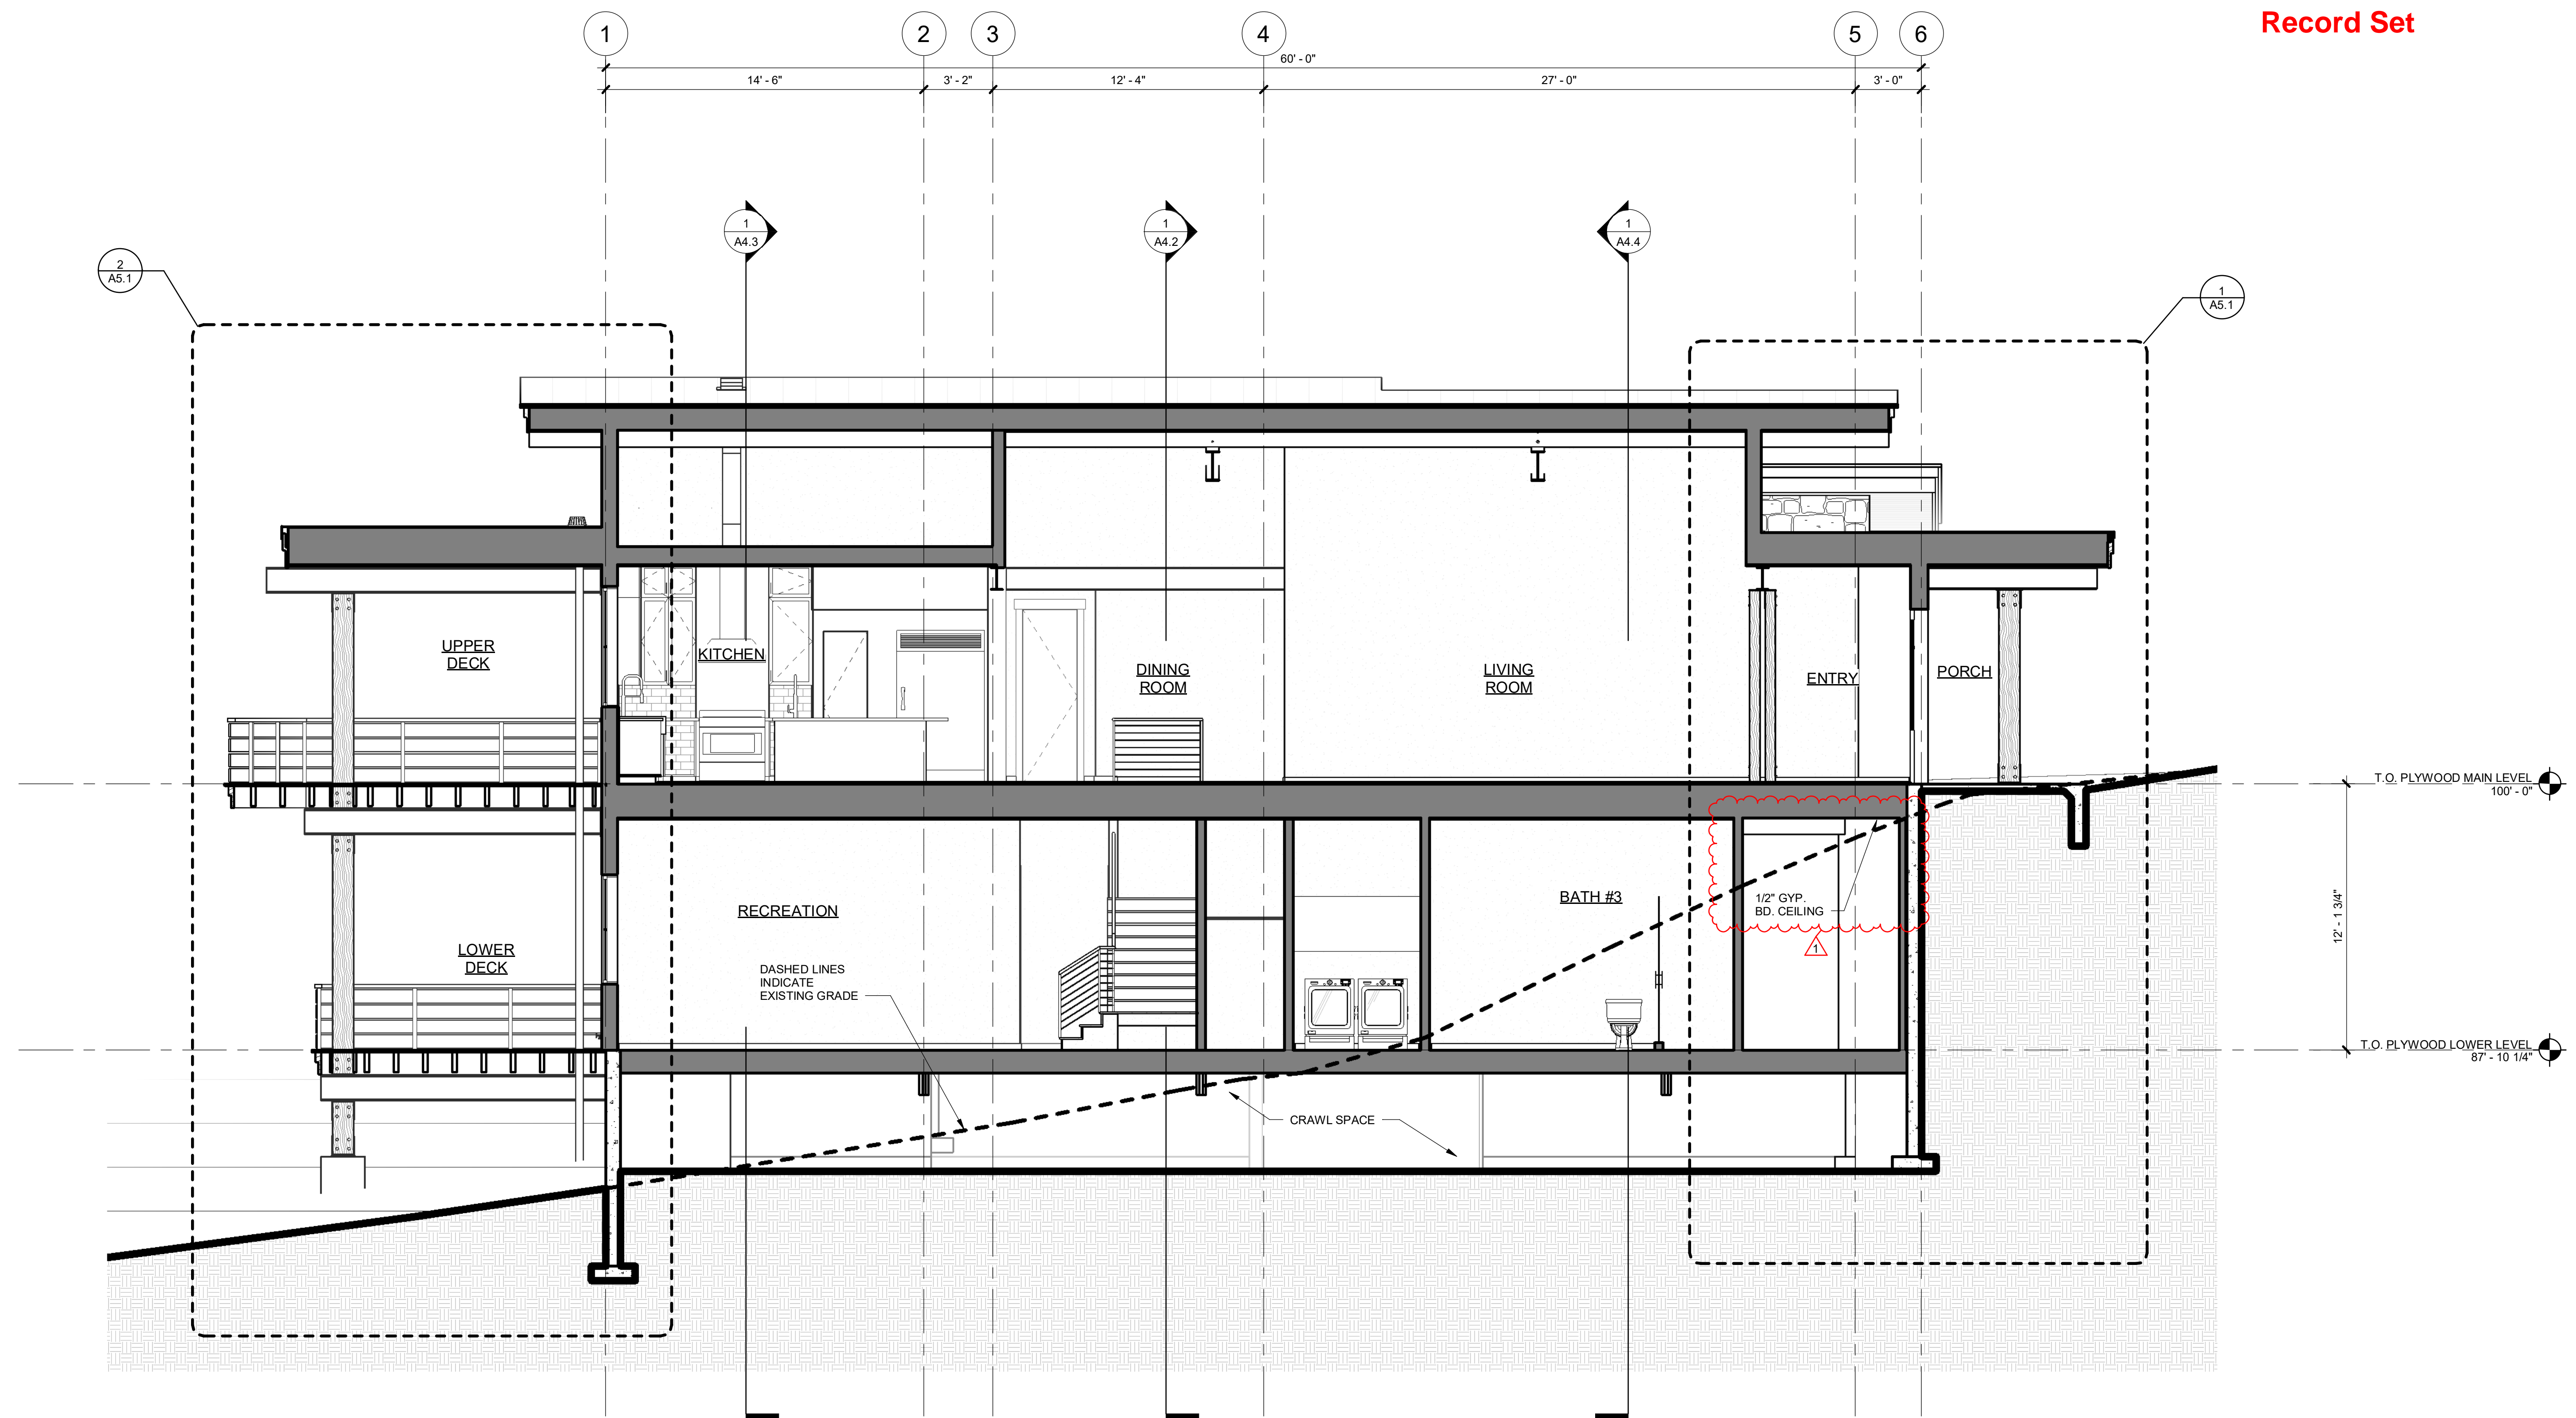 Record Set
1
2
3
4
5
6
60' - 0"
14' - 6"
3' - 2"
12' - 4"
27' - 0"
3' - 0"
1
A4.3
1
A4.2
1
A4.4
2
A5.1
1
A5.1
UPPER
DECK
KITCHEN
DINING
ROOM
LIVING
ROOM
ENTRY
PORCH
T.O. PLYWOOD MAIN LEVEL
100' - 0"
RECREATION
BATH #3
1/2" GYP.
BD. CEILING
1
12' - 1 3/4"
LOWER
DECK
DASHED LINES
INDICATE
EXISTING GRADE
T.O. PLYWOOD LOWER LEVEL
87' - 10 1/4"
CRAWL SPACE